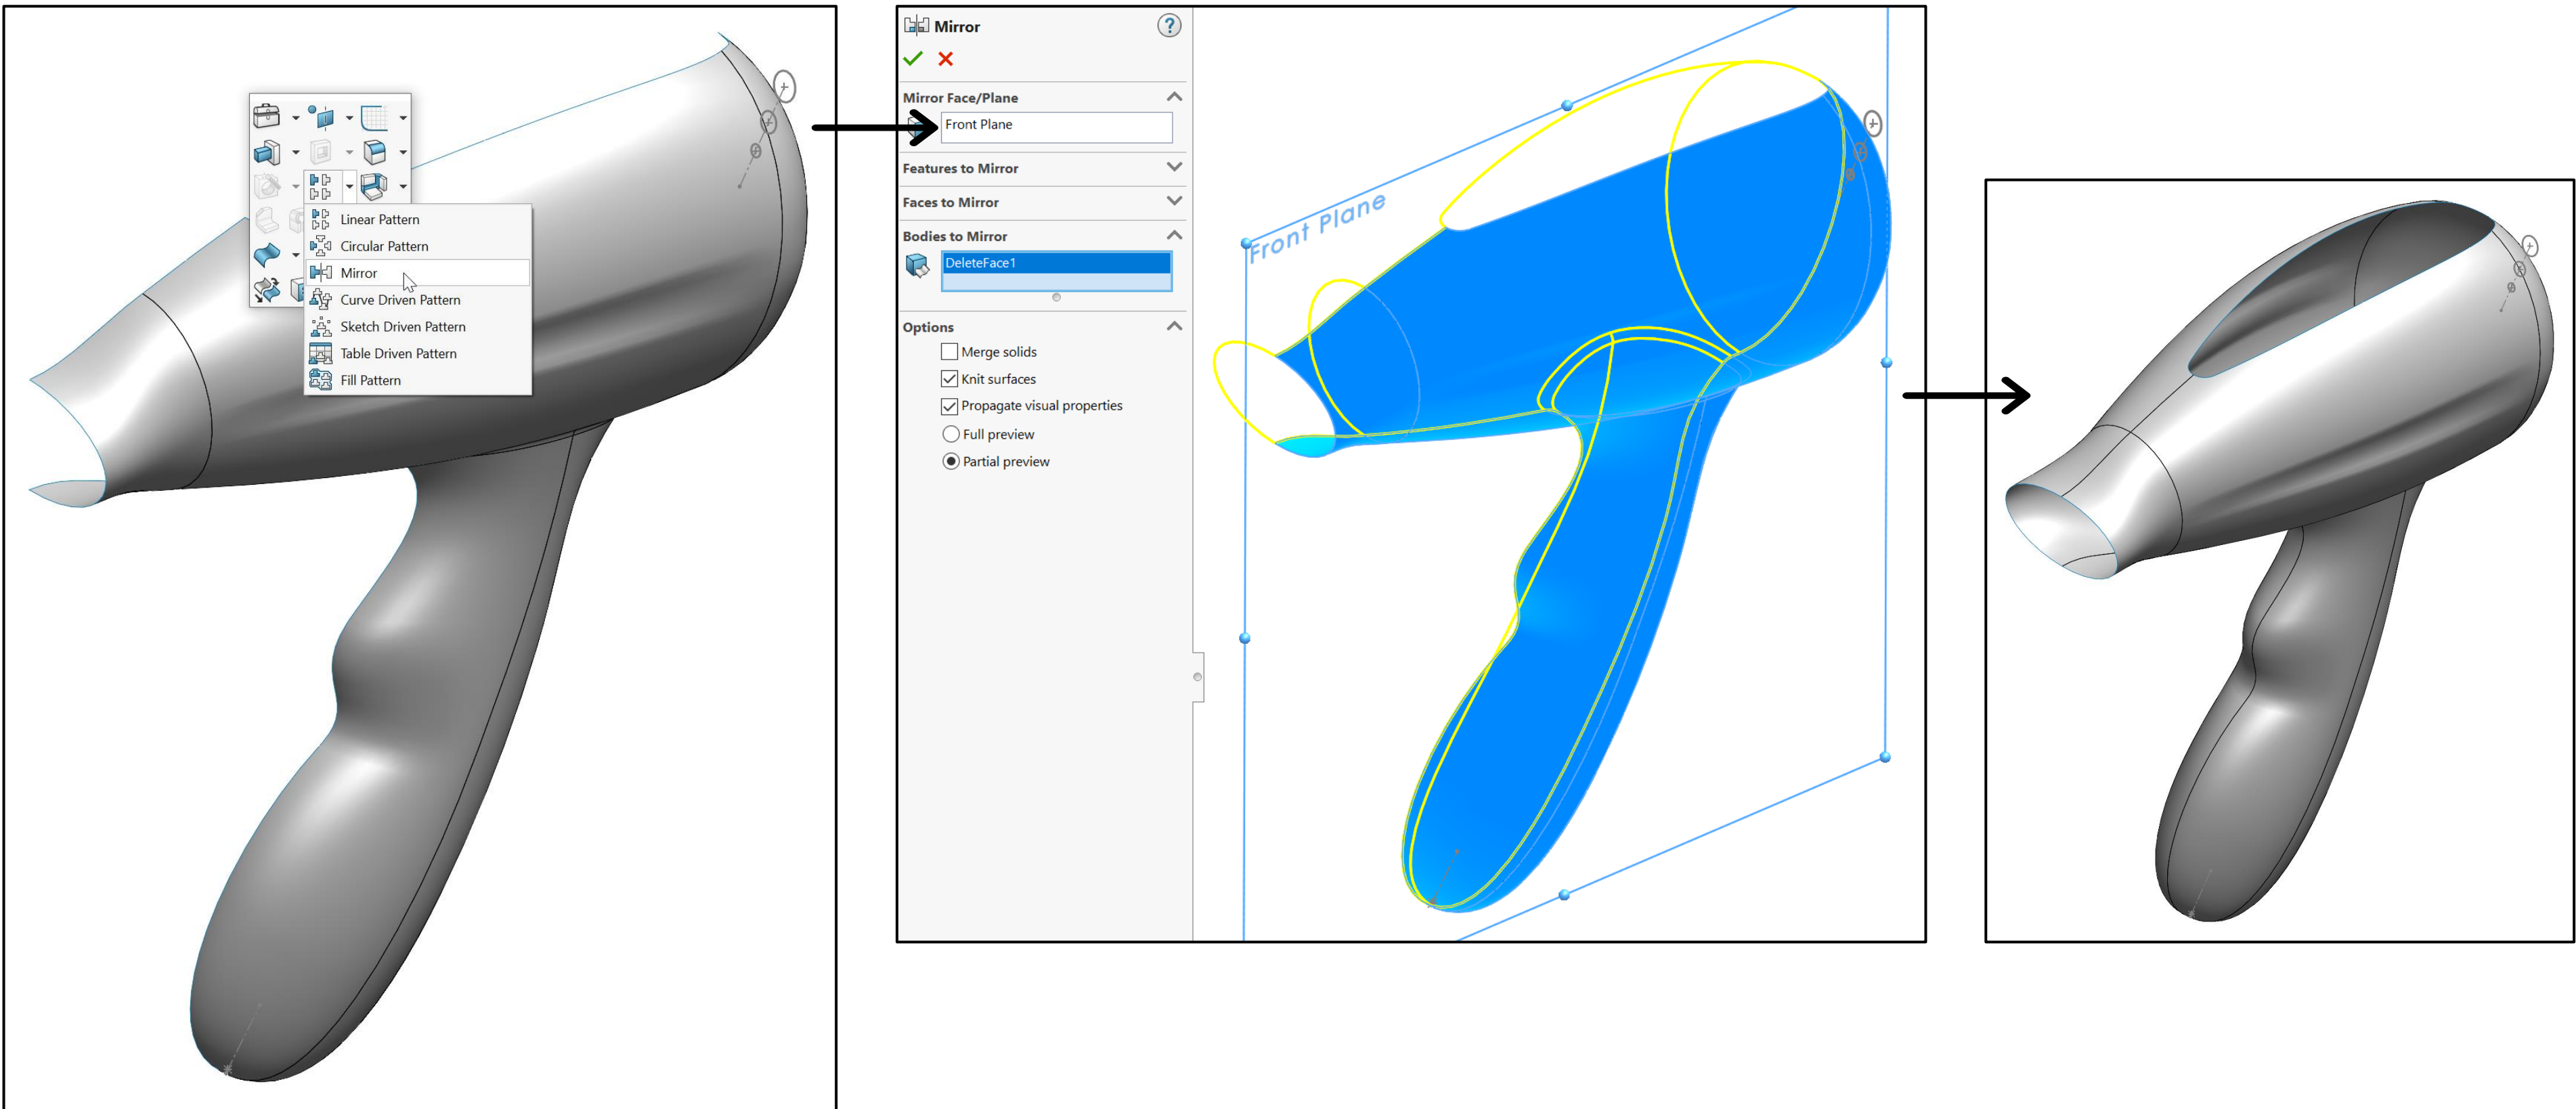 Linear Pattern
Circular Pattern
Mirror
Curve Driven Pattern
Sketch Driven Pattern
Table Driven Pattern
Fill Pattern
Mirror
?
Mirror Face/Plane
Front Plane
Features to Mirror
Faces to Mirror
Bodies to Mirror
DeleteFace1
Options
Merge solids
Knit surfaces
Propagate visual properties
Full preview
Partial preview
Front Plane